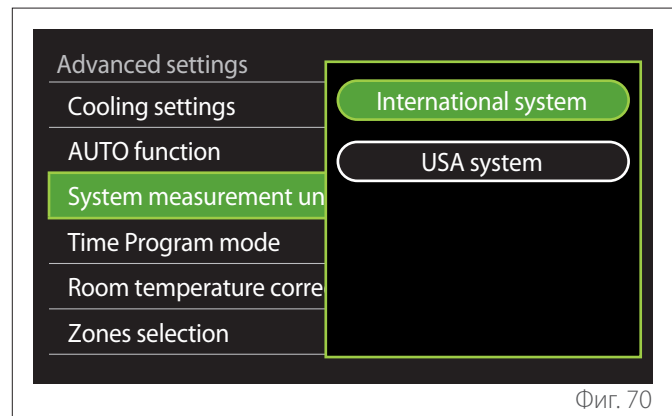 Advanced settings
Cooling settings
AUTO function
System measurement un
Time Program mode
Room temperature corre
Zones selection
International system
USA system
Фиг. 70